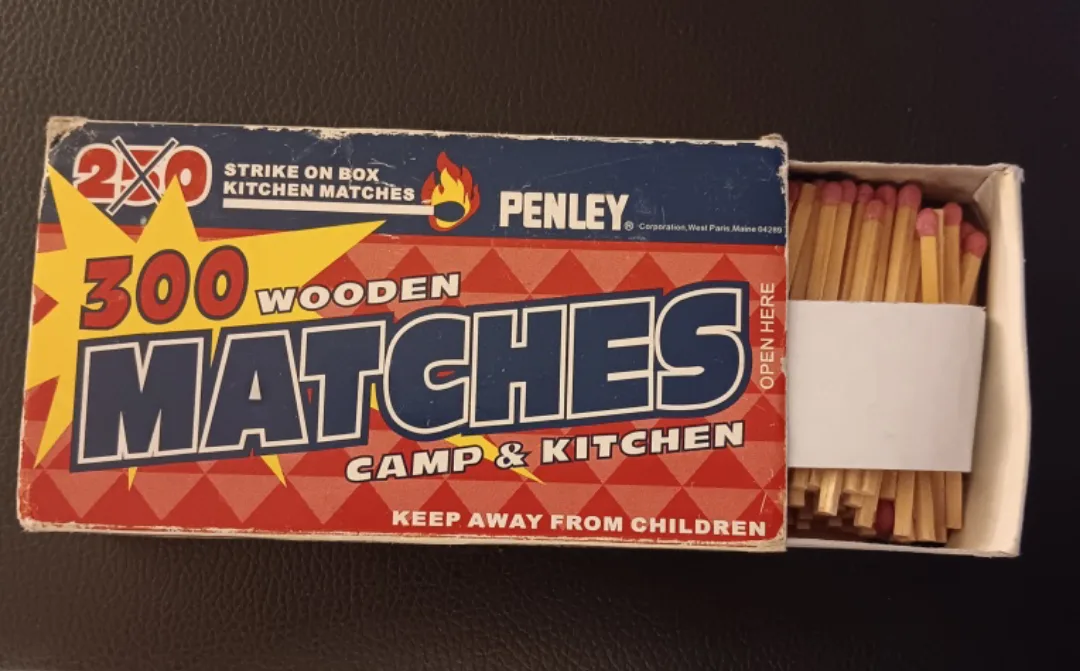 250
STRIKE ON BOX
KITCHEN MATCHES
PENLEY®
Corporation, West Paris, Maine 04289
300 WOODEN
MATCHES
CAMP & KITCHEN
OPEN HERE
KEEP AWAY FROM CHILDREN